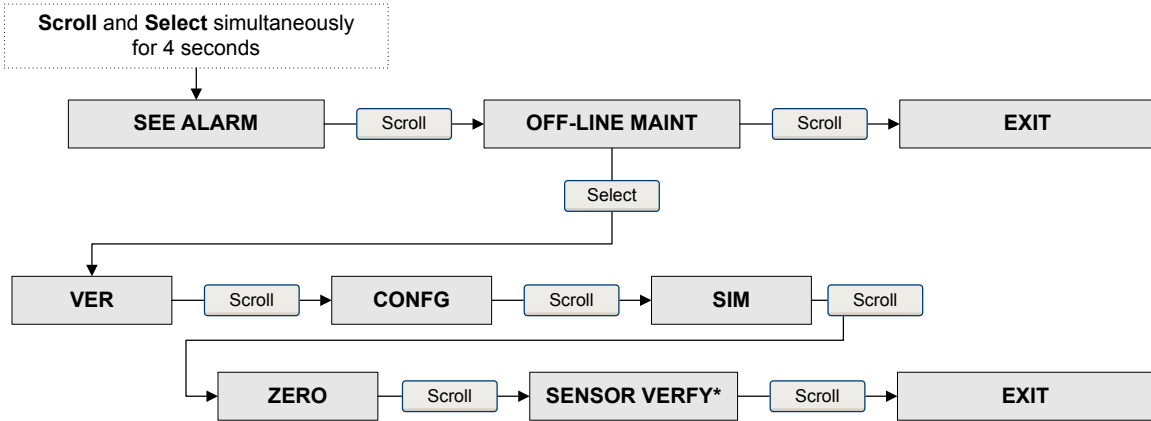 Scroll and Select simultaneously
for 4 seconds
SEE ALARM
Scroll
OFF-LINE MAINT
Scroll
EXIT
Select
VER
Scroll
CONFG
Scroll
SIM
Scroll
ZERO
Scroll
SENSOR VERFY*
Scroll
EXIT